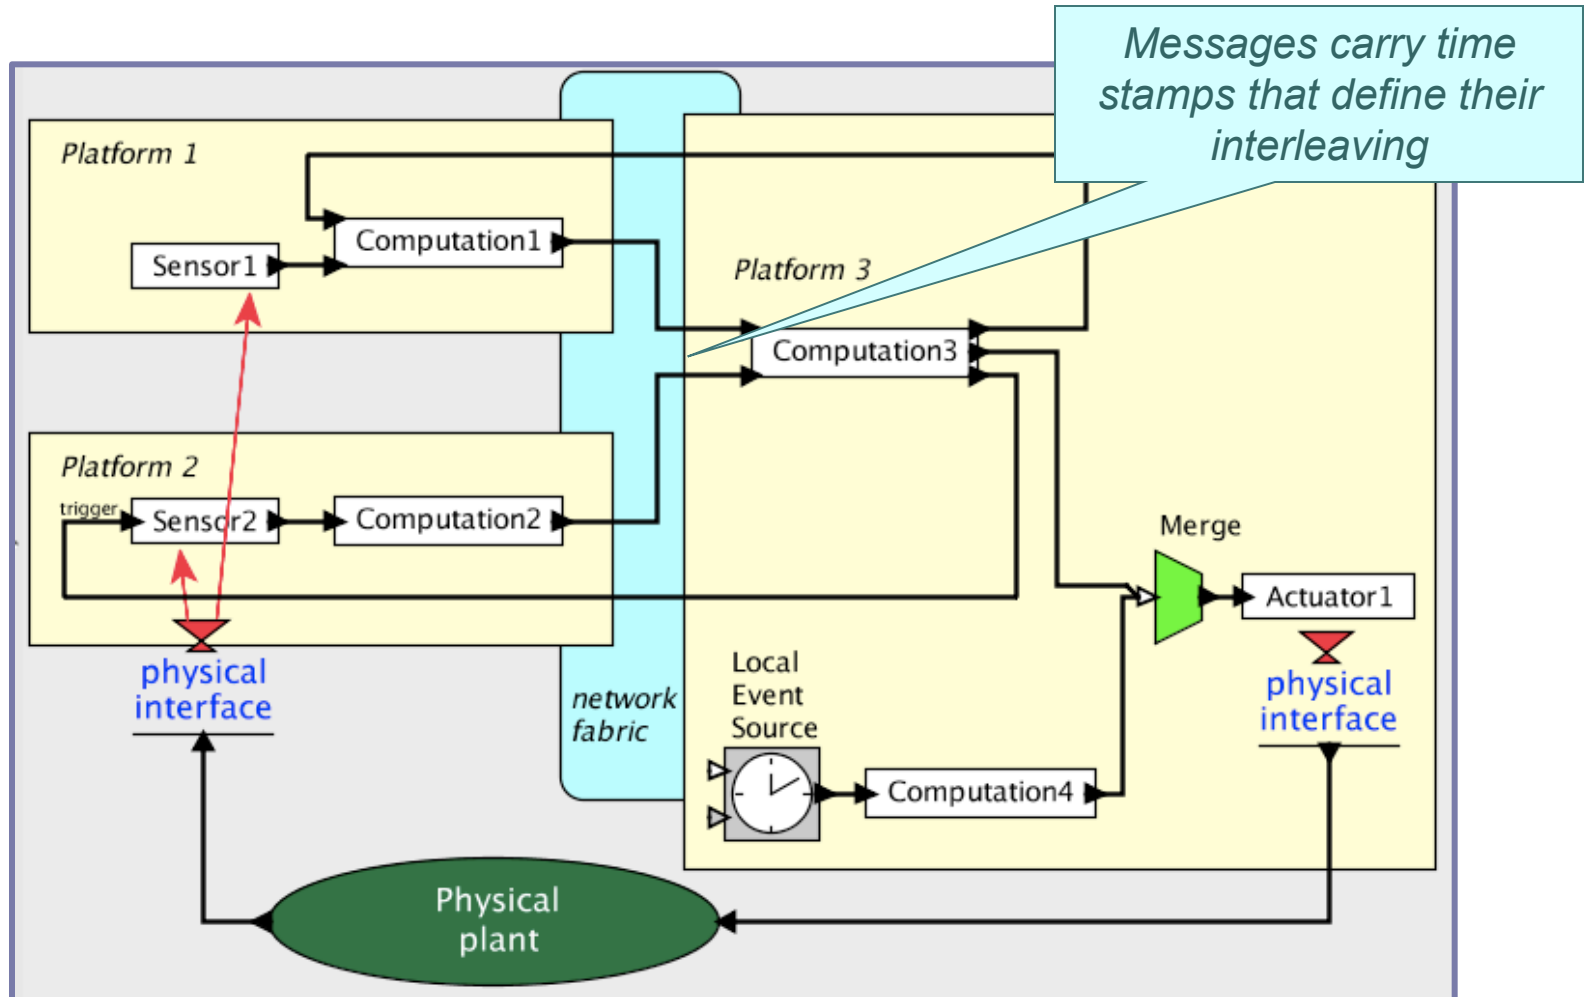 Messages carry time
stamps that define their
interleaving
Platform 1
Computation1
Sensor1
Platform 3
Computation3
Platform 2
trigger
Sensor2
Computation2
Merge
Actuator1
physical
interface
Local
Event
Source
physical
interface
network
fabric
Computation4
Physical
plant